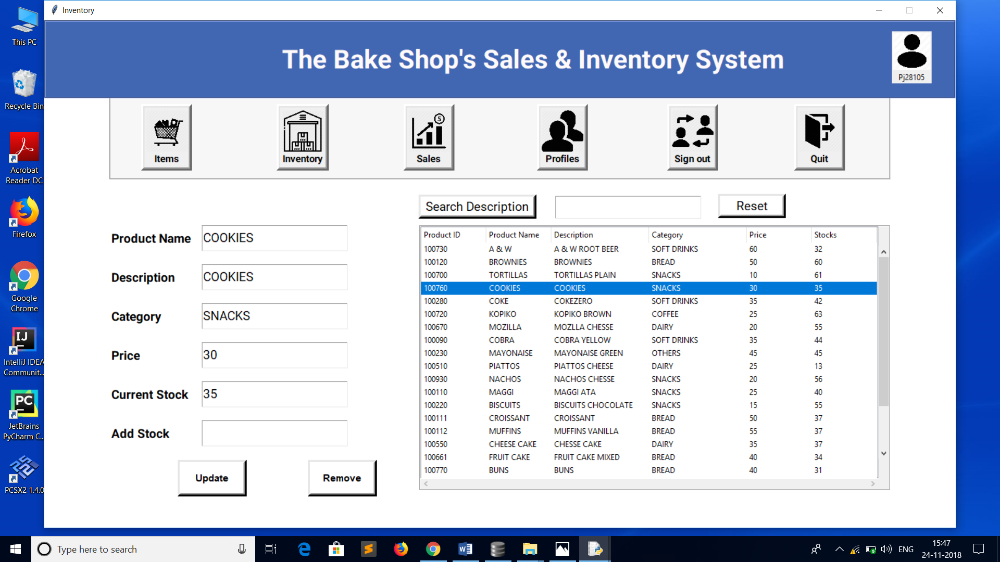 Inventory
The Bake Shop's Sales & Inventory System
Pj28105
Items
Inventory
Sales
Profiles
Sign out
Quit
Search Description
Reset
Product Name COOKIES
Description COOKIES
Category SNACKS
Price 30
Current Stock 35
Add Stock
Update
Remove
Product ID Product Name Description Category Price Stocks
100730 A & W A & W ROOT BEER SOFT DRINKS 60 32
100120 BROWNIES BROWNIES BREAD 50 60
100700 TORTILLAS TORTILLAS PLAIN SNACKS 10 61
100760 COOKIES COOKIES SNACKS 30 35
100280 COKE COKEZERO SOFT DRINKS 35 42
100720 KOPIKO KOPIKO BROWN COFFEE 25 63
100670 MOZILLA MOZLLA CHESSE DAIRY 20 55
100090 COBRA COBRA YELLOW SOFT DRINKS 35 44
100230 MAYONAISE MAYONAISE GREEN OTHERS 45 45
100510 PIATTOS PIATTOS CHEESE DAIRY 25 13
100930 NACHOS NACHOS CHESSE SNACKS 20 56
100110 MAGGI MAGGI ATA SNACKS 25 40
100220 BISCUITS BISCUITS CHOCOLATE SNACKS 15 55
100111 CROISSANT CROISSANT BREAD 50 37
100112 MUFFINS MUFFINS VANILLA BREAD 55 37
100550 CHEESE CAKE CHESSE CAKE DAIRY 35 37
100661 FRUIT CAKE FRUIT CAKE MIXED BREAD 40 34
100770 BUNS BUNS BREAD 40 31
This PC
Recycle Bin
Acrobat
Reader DC
Firefox
Google
Chrome
IJ
IntelliJ IDEA
Communit...
PC
JetBrains
PyCharm C...
PCSX2 1.4.0
Type here to search
ENG
15:47
24-11-2018